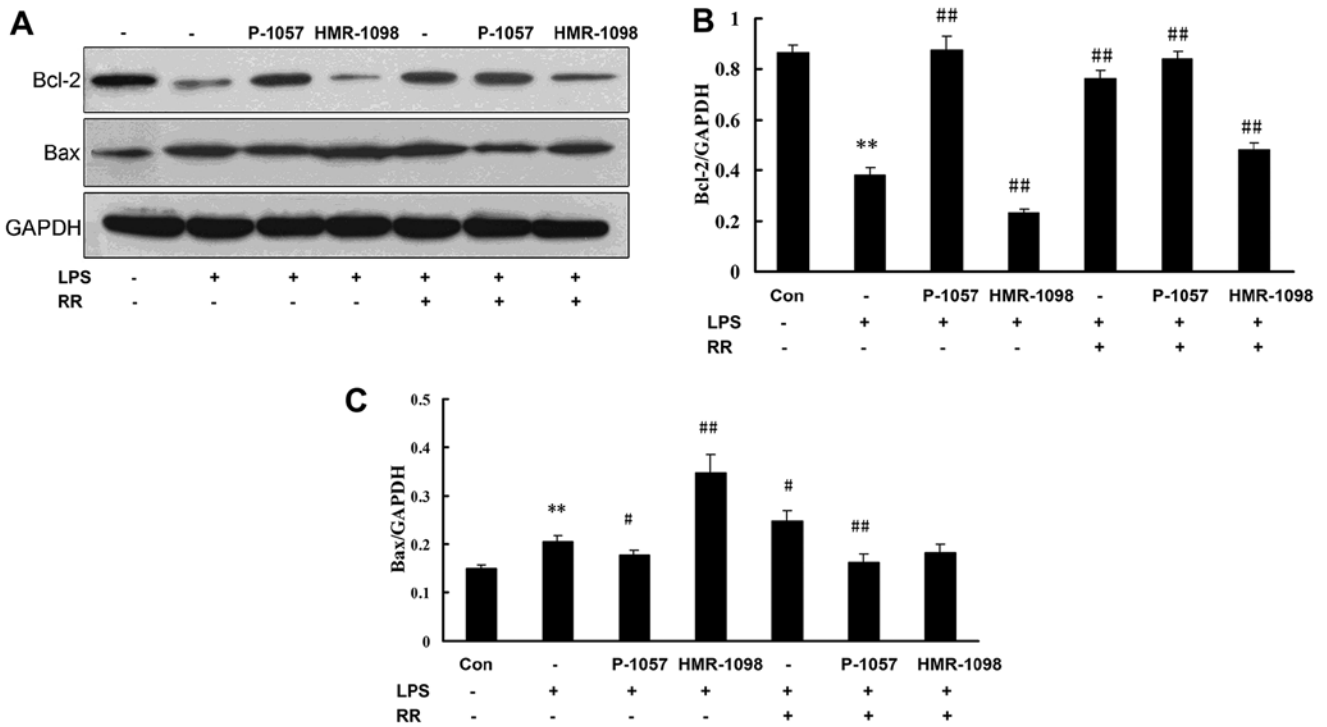 A
- - P-1057 HMR-1098 - P-1057 HMR-1098
Bcl-2
Bax
GAPDH
LPS - + + + + + +
RR - - - - + + +
B
Bcl-2/GAPDH
1
0.8
0.6
0.4
0.2
0
** ## ## ## ## ##
Con - P-1057 HMR-1098 - P-1057 HMR-1098
LPS - + + + + + +
RR - - - - + + +
C
Bax/GAPDH
0.5
0.4
0.3
0.2
0.1
0
** # ## # ##
Con - P-1057 HMR-1098 - P-1057 HMR-1098
LPS - + + + + + +
RR - - - - + + +